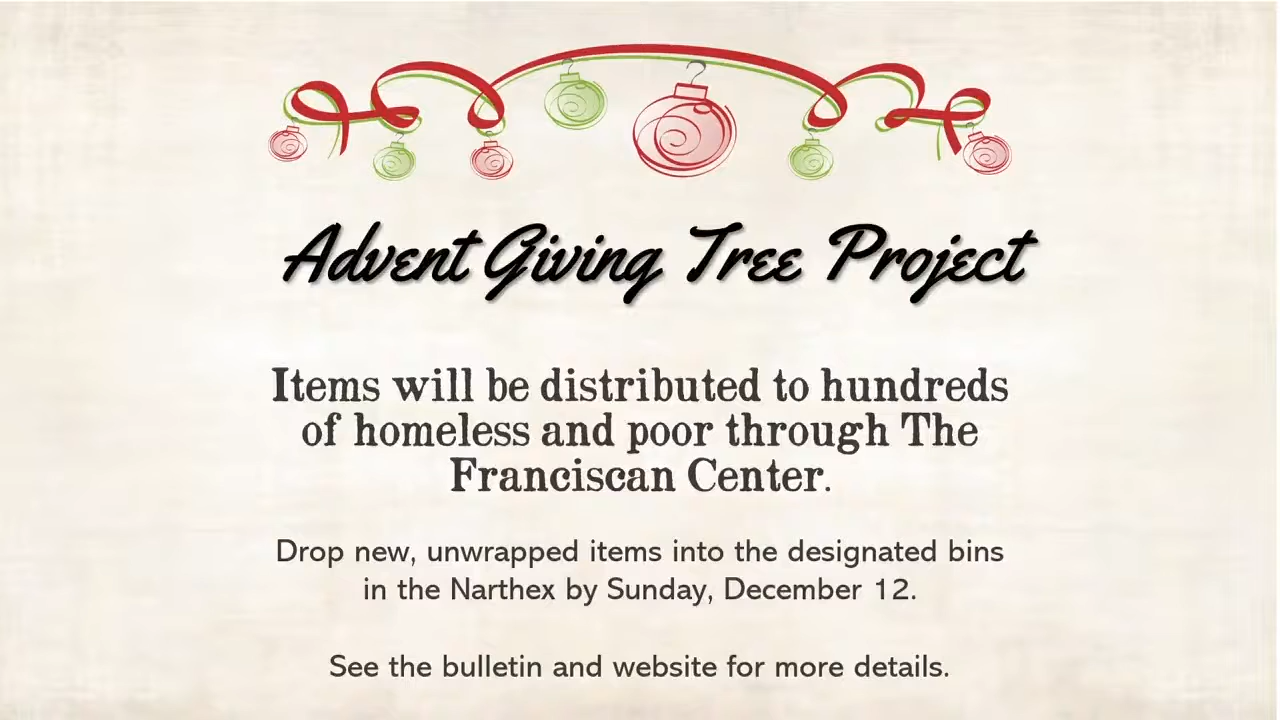 Advent Giving Tree Project
Items will be distributed to hundreds
of homeless and poor through The
Franciscan Center.
Drop new, unwrapped items into the designated bins
in the Narthex by Sunday, December 12.
See the bulletin and website for more details.